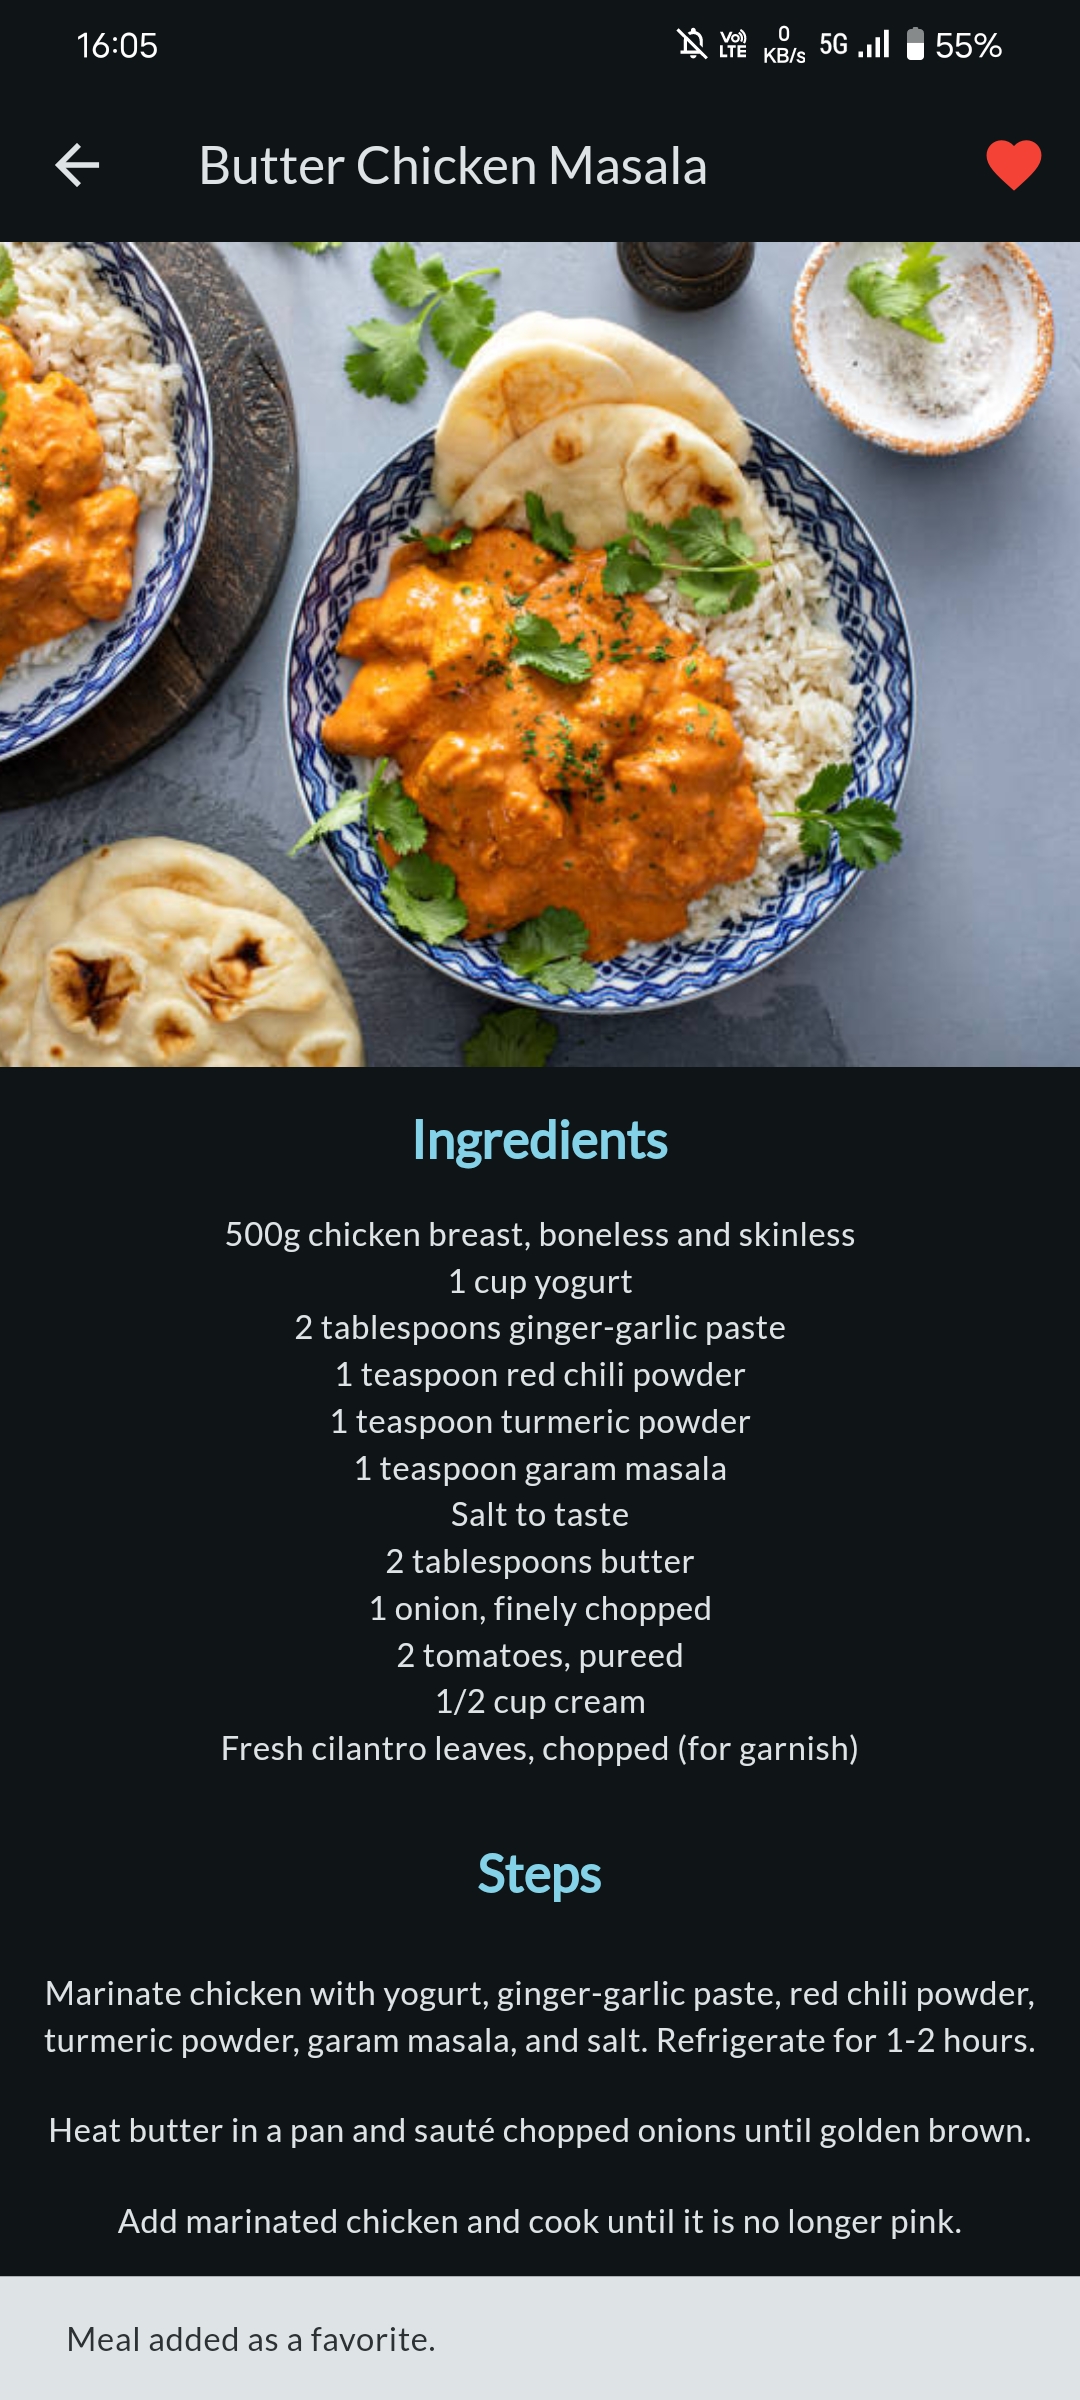 16:05
Vo)) LTE
0 KB/s
5G
55%
Butter Chicken Masala
Ingredients
500g chicken breast, boneless and skinless
1 cup yogurt
2 tablespoons ginger-garlic paste
1 teaspoon red chili powder
1 teaspoon turmeric powder
1 teaspoon garam masala
Salt to taste
2 tablespoons butter
1 onion, finely chopped
2 tomatoes, pureed
1/2 cup cream
Fresh cilantro leaves, chopped (for garnish)
Steps
Marinate chicken with yogurt, ginger-garlic paste, red chili powder,
turmeric powder, garam masala, and salt. Refrigerate for 1-2 hours.
Heat butter in a pan and sauté chopped onions until golden brown.
Add marinated chicken and cook until it is no longer pink.
Meal added as a favorite.